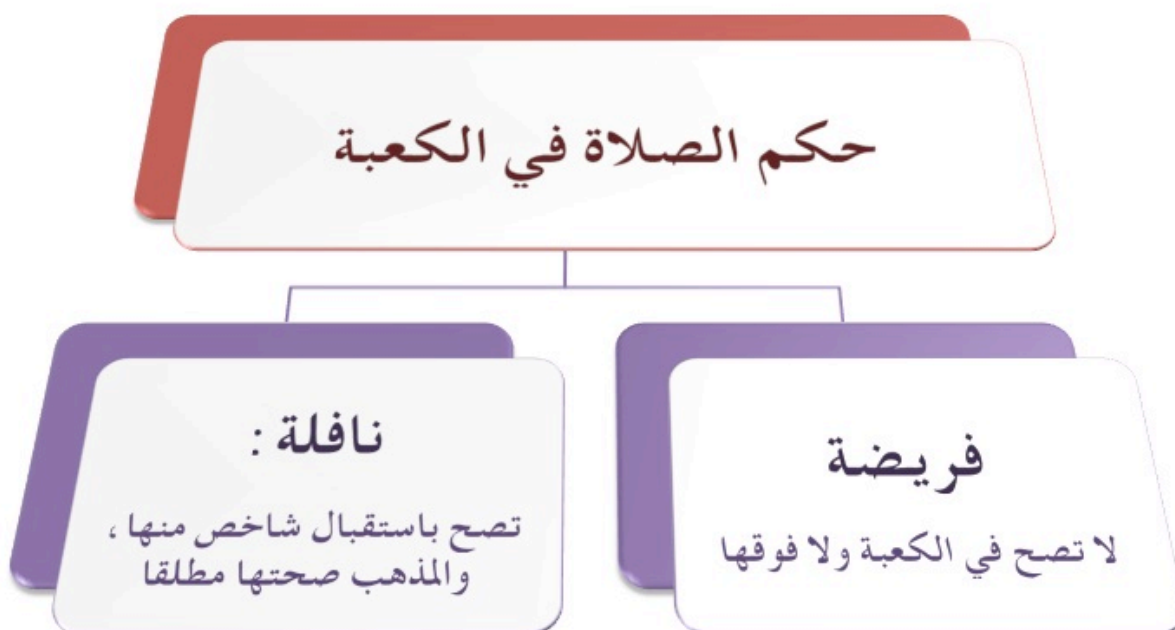 حكم الصلاة في الكعبة
فريضة
لا تصح في الكعبة ولا فوقها
نافلة :
تصح باستقبال شاخص منها ،
والمذهب صحتها مطلقا